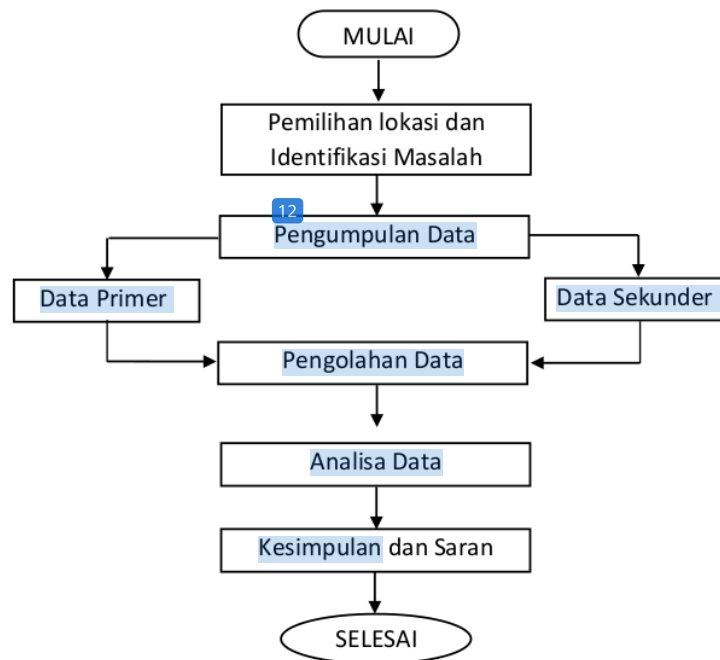 MULAI
Pemilihan lokasi dan
Identifikasi Masalah
12
Pengumpulan Data
Data Primer
Data Sekunder
Pengolahan Data
Analisa Data
Kesimpulan dan Saran
SELESAI